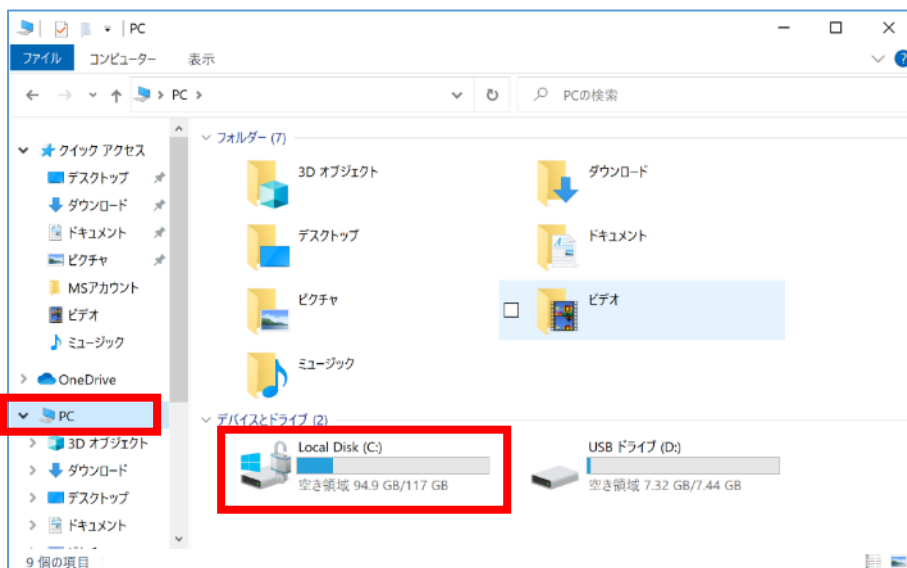 PC
ファイル
コンピューター
表示
PC
PCの検索
クイック アクセス
デスクトップ
ダウンロード
ドキュメント
ピクチャ
MSアカウント
ビデオ
ミュージック
OneDrive
PC
3D オブジェクト
ダウンロード
デスクトップ
ドキュメント
フォルダー (7)
3D オブジェクト
ダウンロード
デスクトップ
ドキュメント
ピクチャ
ビデオ
ミュージック
デバイスとドライブ (2)
Local Disk (C:)
空き領域 94.9 GB/117 GB
USB ドライブ (D:)
空き領域 7.32 GB/7.44 GB
9 個の項目